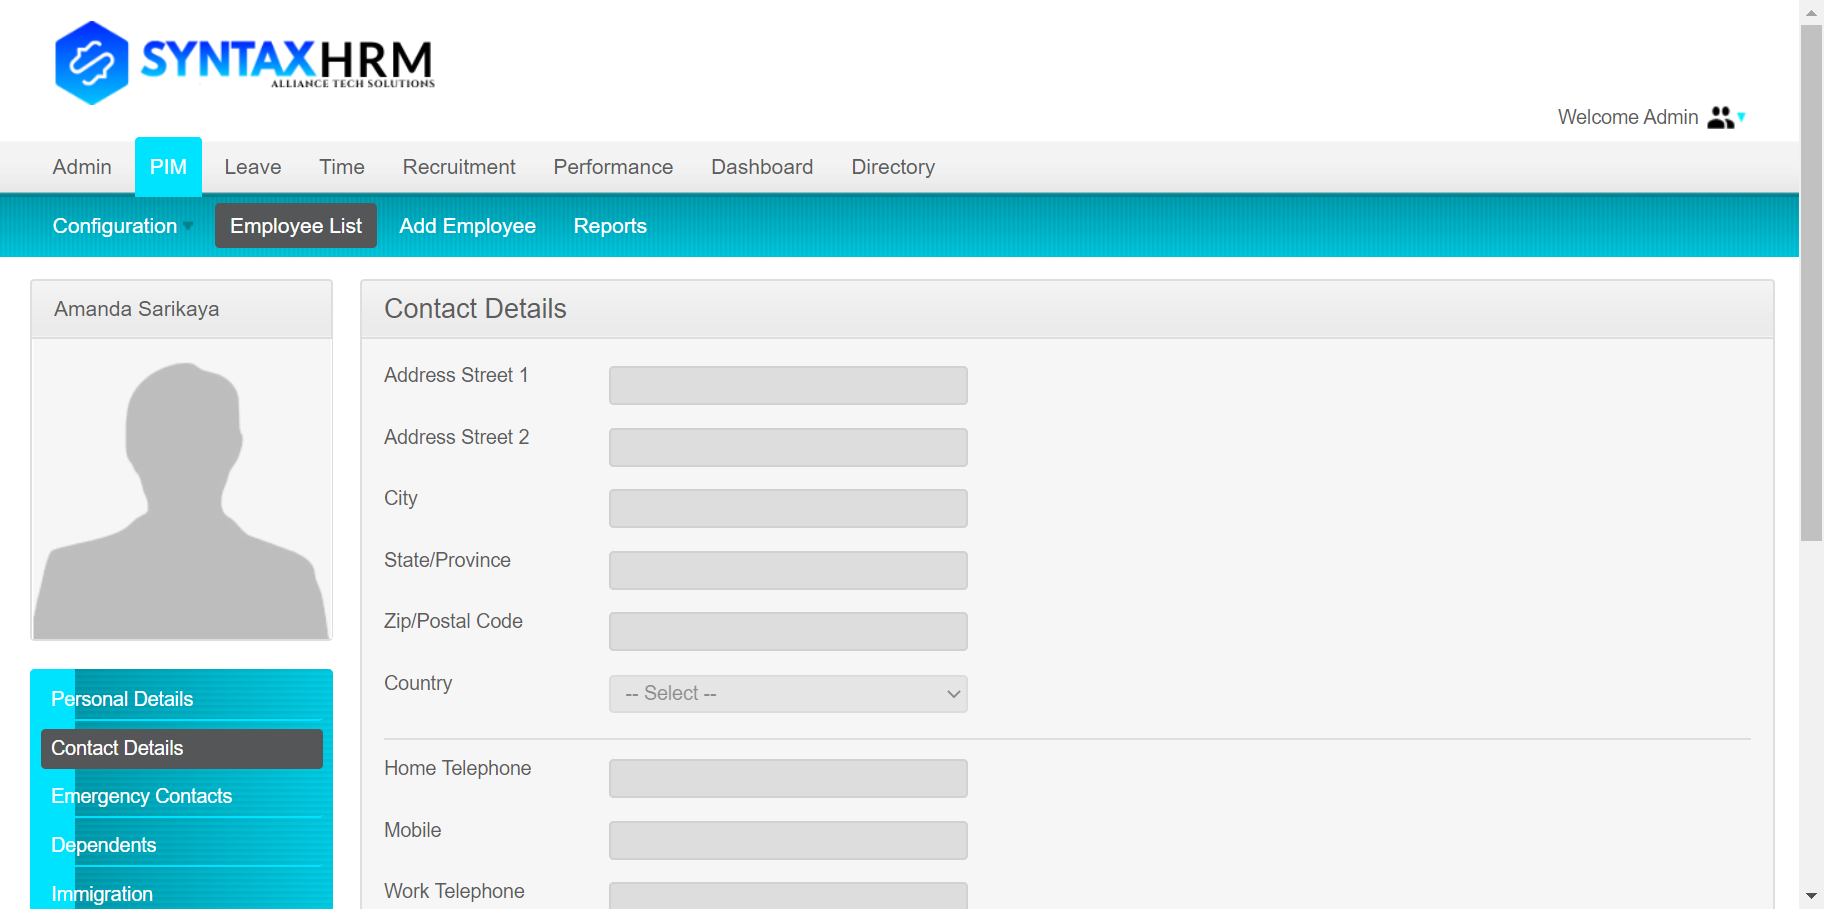 SYNTAXHRM
ALLIANCE TECH SOLUTIONS
Welcome Admin
Admin PIM Leave Time Recruitment Performance Dashboard Directory
Configuration Employee List Add Employee Reports
Amanda Sarikaya
Personal Details
Contact Details
Emergency Contacts
Dependents
Immigration
Contact Details
Address Street 1
Address Street 2
City
State/Province
Zip/Postal Code
Country -- Select --
Home Telephone
Mobile
Work Telephone